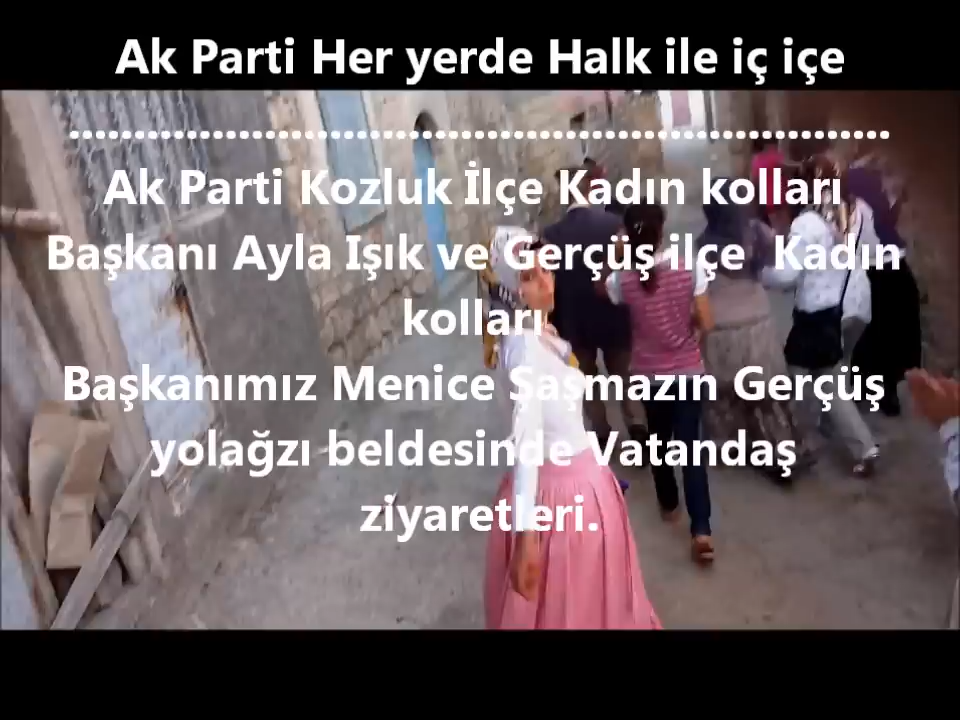 Ak Parti Her yerde Halk ile iç içe
...............................................................
Ak Parti Kozluk İlçe Kadın kolları
Başkanı Ayla Işık ve Gerçüş ilçe  Kadın
kolları
Başkanımız Menice Şaşmazın Gerçüş
yolağzı beldesinde Vatandaş
ziyaretleri.